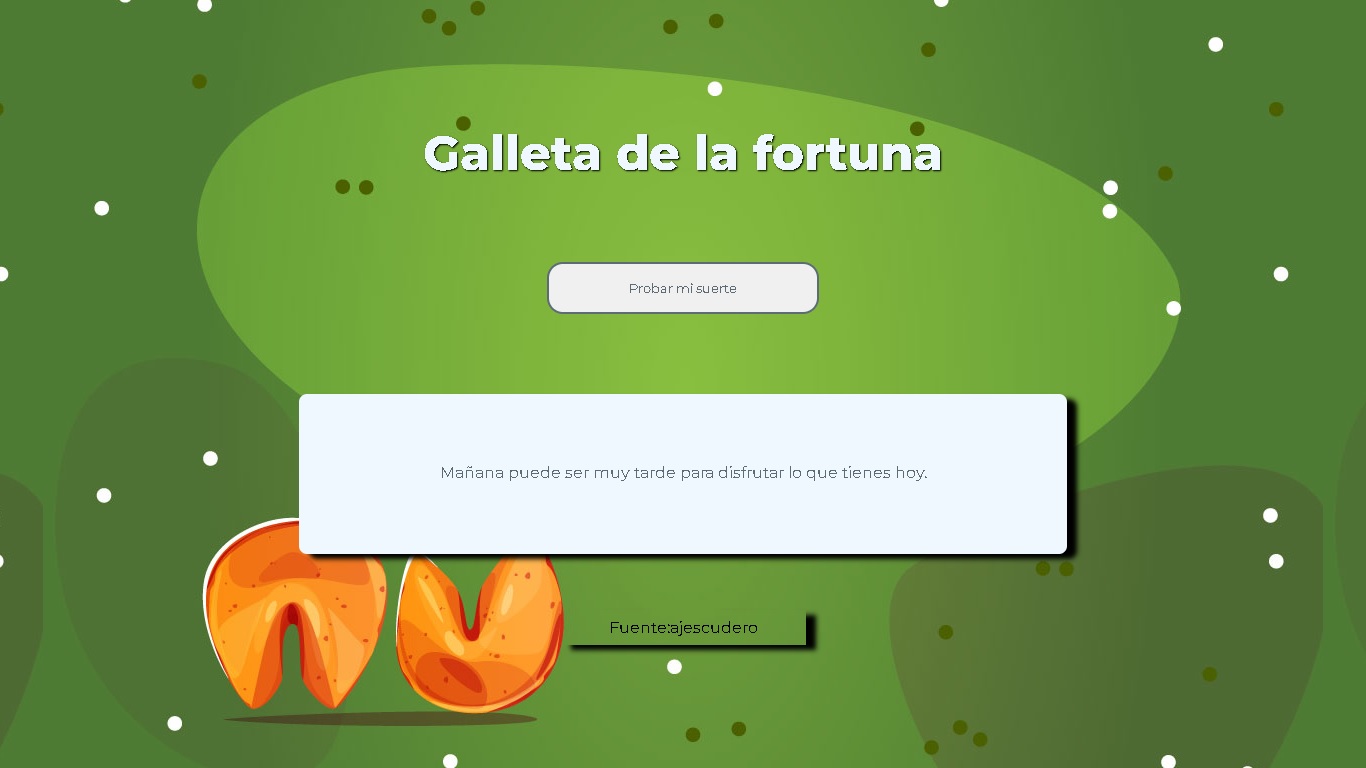 Galleta de la fortuna
Probar mi suerte
Mañana puede ser muy tarde para disfrutar lo que tienes hoy.
Fuente:ajescudero